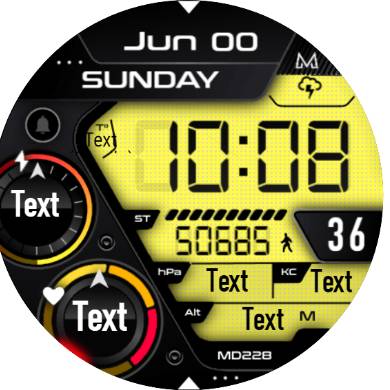 Jun 00
SUNDAY
Text
10:08
Text
ST
50685
36
hPa
Text
KC
Text
Text
Alt
Text
M
MD228